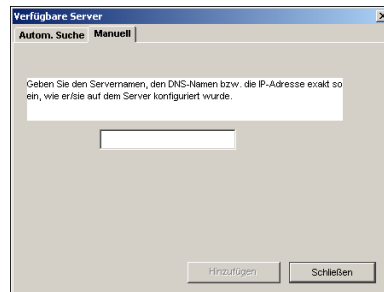 Verfügbare Server
Autom. Suche Manuell
Geben Sie den Servernamen, den DNS-Namen bzw. die IP-Adresse exakt so
ein, wie er/sie auf dem Server konfiguriert wurde.
Hinzufügen Schließen